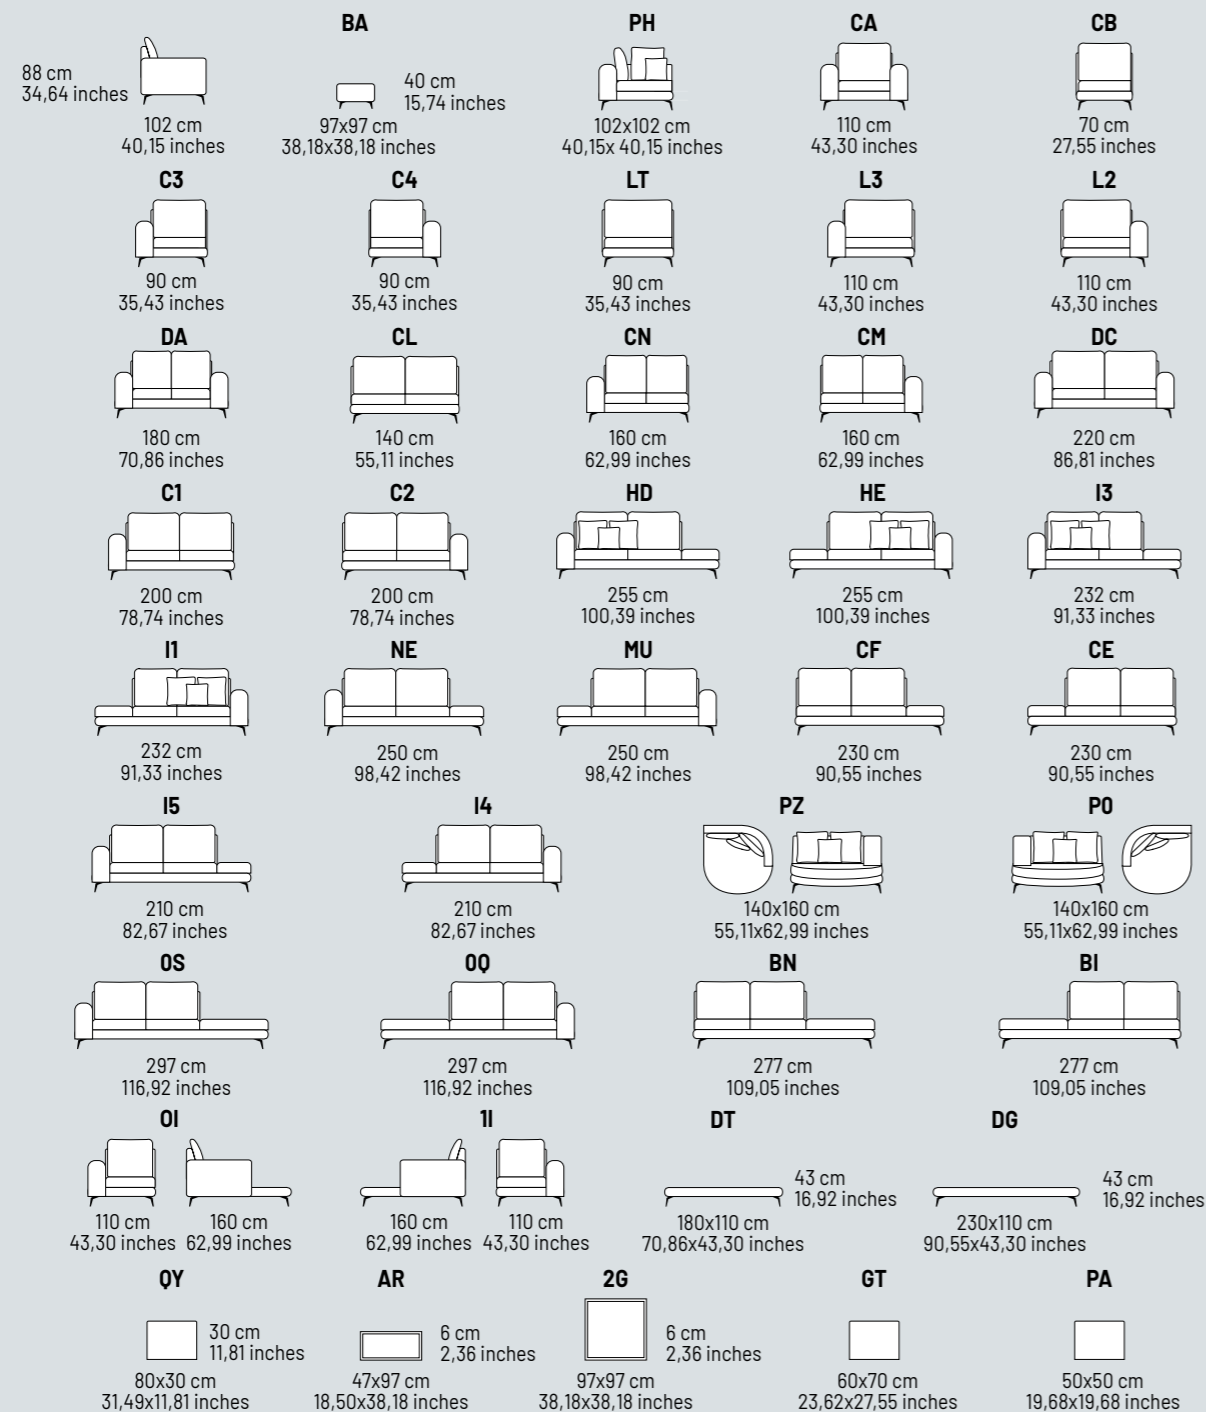 88 cm
34,64 inches
102 cm
40,15 inches
BA
40 cm
15,74 inches
97x97 cm
38,18x38,18 inches
PH
102x102 cm
40,15x 40,15 inches
CA
110 cm
43,30 inches
CB
70 cm
27,55 inches
C3
90 cm
35,43 inches
C4
90 cm
35,43 inches
LT
90 cm
35,43 inches
L3
110 cm
43,30 inches
L2
110 cm
43,30 inches
DA
180 cm
70,86 inches
CL
140 cm
55,11 inches
CN
160 cm
62,99 inches
CM
160 cm
62,99 inches
DC
220 cm
86,81 inches
C1
200 cm
78,74 inches
C2
200 cm
78,74 inches
HD
255 cm
100,39 inches
HE
255 cm
100,39 inches
I3
232 cm
91,33 inches
I1
232 cm
91,33 inches
NE
250 cm
98,42 inches
MU
250 cm
98,42 inches
CF
230 cm
90,55 inches
CE
230 cm
90,55 inches
I5
210 cm
82,67 inches
I4
210 cm
82,67 inches
PZ
140x160 cm
55,11x62,99 inches
PO
140x160 cm
55,11x62,99 inches
OS
297 cm
116,92 inches
OQ
297 cm
116,92 inches
BN
277 cm
109,05 inches
BI
277 cm
109,05 inches
OI
110 cm
43,30 inches
160 cm
62,99 inches
1I
160 cm
62,99 inches
110 cm
43,30 inches
DT
43 cm
16,92 inches
180x110 cm
70,86x43,30 inches
DG
43 cm
16,92 inches
230x110 cm
90,55x43,30 inches
QY
30 cm
11,81 inches
80x30 cm
31,49x11,81 inches
AR
6 cm
2,36 inches
47x97 cm
18,50x38,18 inches
2G
6 cm
2,36 inches
97x97 cm
38,18x38,18 inches
GT
60x70 cm
23,62x27,55 inches
PA
50x50 cm
19,68x19,68 inches